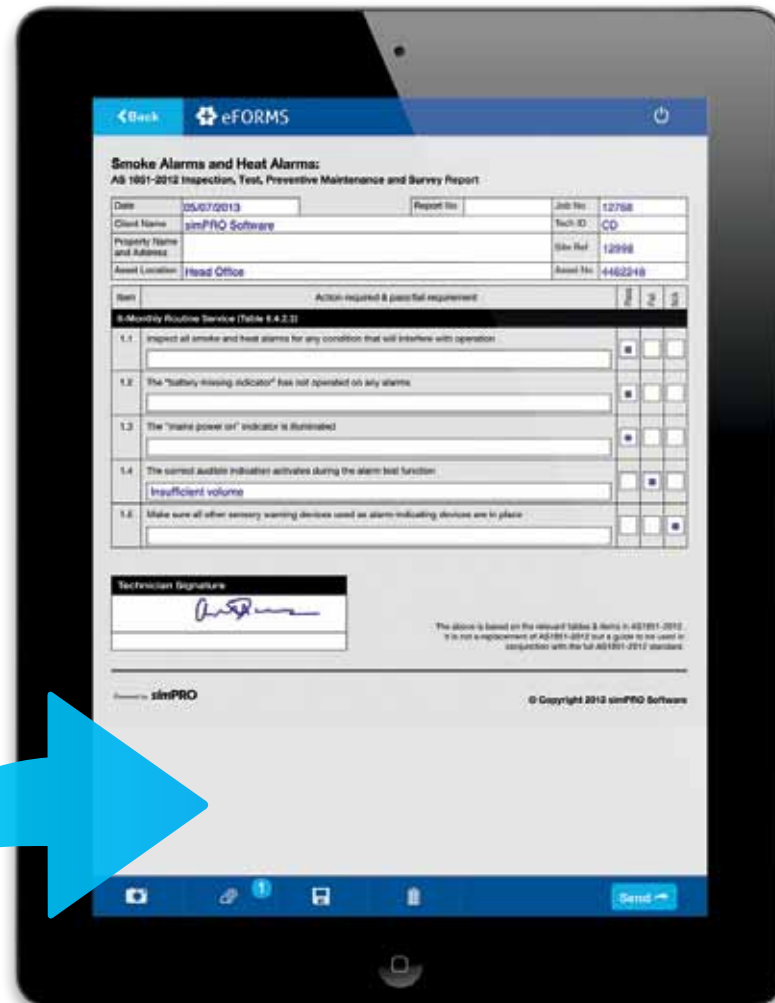 Back eFORMS
Smoke Alarms and Heat Alarms:
AS 1851-2012 Inspection, Test, Preventive Maintenance and Survey Report
Date 05/07/2013 Report No Job No 12768
Client Name simPRO Software Tech ID CD
Property Name and Address Site Ref 12998
Asset Location Head Office Asset No 4462248
Item Action required & pass/fail requirement Pass Fail N/A
6-Monthly Routine Service (Table 6.4.2.3)
1.1 Inspect all smoke and heat alarms for any condition that will interfere with operation
1.2 The "battery missing indicator" has not operated on any alarms
1.3 The "mains power on" indicator is illuminated
1.4 The correct audible indication activates during the alarm test function
Insufficient volume
1.5 Make sure all other sensory warning devices used as alarm indicating devices are in place
Technician Signature
The above is based on the relevant tables & items in AS1851-2012.
It is not a replacement of AS1851-2012 but a guide to be used in
conjunction with the full AS1851-2012 standard.
Powered by simPRO
© Copyright 2012 simPRO Software
1
Send